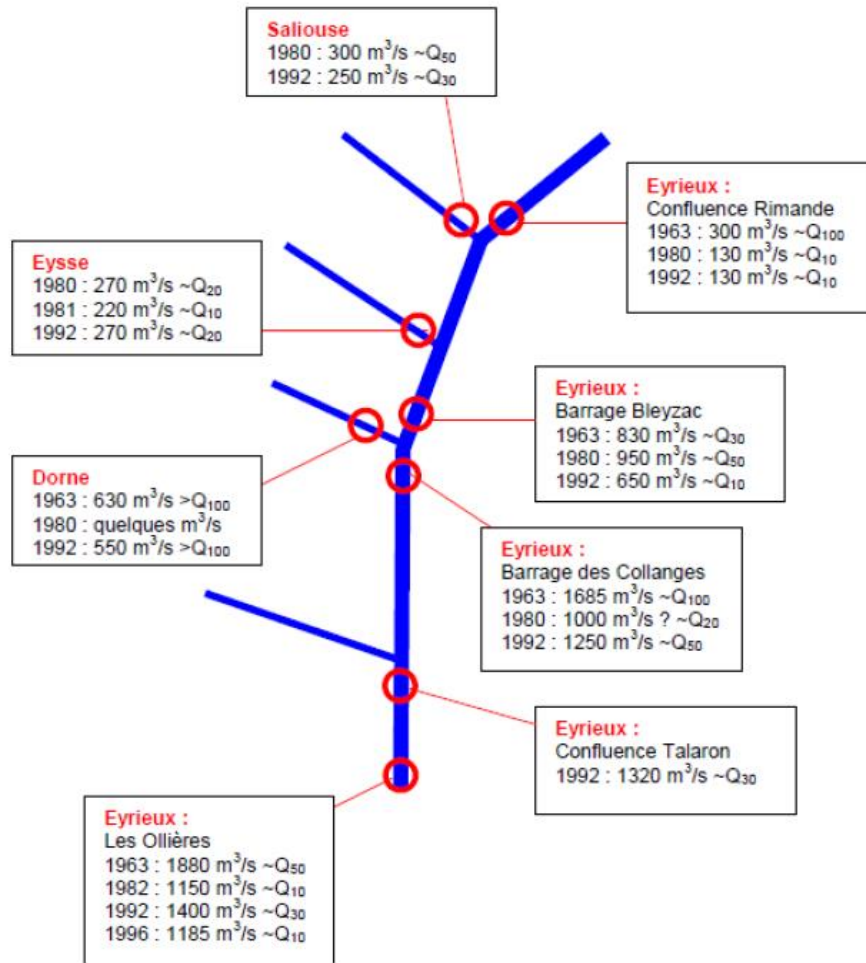 Saliouse
1980 : 300 m³/s ~Q₅₀
1992 : 250 m³/s ~Q₃₀
Eyrieux :
Confluence Rimande
1963 : 300 m³/s ~Q₁₀₀
1980 : 130 m³/s ~Q₁₀
1992 : 130 m³/s ~Q₁₀
Eysse
1980 : 270 m³/s ~Q₂₀
1981 : 220 m³/s ~Q₁₀
1992 : 270 m³/s ~Q₂₀
Eyrieux :
Barrage Bleyzac
1963 : 830 m³/s ~Q₃₀
1980 : 950 m³/s ~Q₅₀
1992 : 650 m³/s ~Q₁₀
Dorne
1963 : 630 m³/s >Q₁₀₀
1980 : quelques m³/s
1992 : 550 m³/s >Q₁₀₀
Eyrieux :
Barrage des Collanges
1963 : 1685 m³/s ~Q₁₀₀
1980 : 1000 m³/s ? ~Q₂₀
1992 : 1250 m³/s ~Q₅₀
Eyrieux :
Confluence Talaron
1992 : 1320 m³/s ~Q₃₀
Eyrieux :
Les Ollières
1963 : 1880 m³/s ~Q₅₀
1982 : 1150 m³/s ~Q₁₀
1992 : 1400 m³/s ~Q₃₀
1996 : 1185 m³/s ~Q₁₀